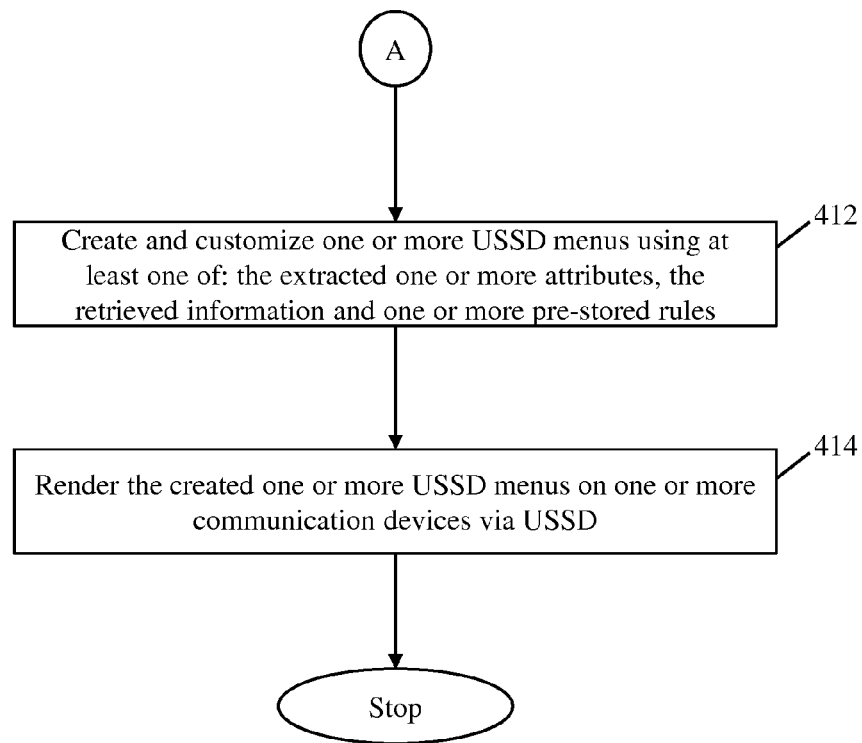 A
412
Create and customize one or more USSD menus using at
least one of: the extracted one or more attributes, the
retrieved information and one or more pre-stored rules
414
Render the created one or more USSD menus on one or more
communication devices via USSD
Stop